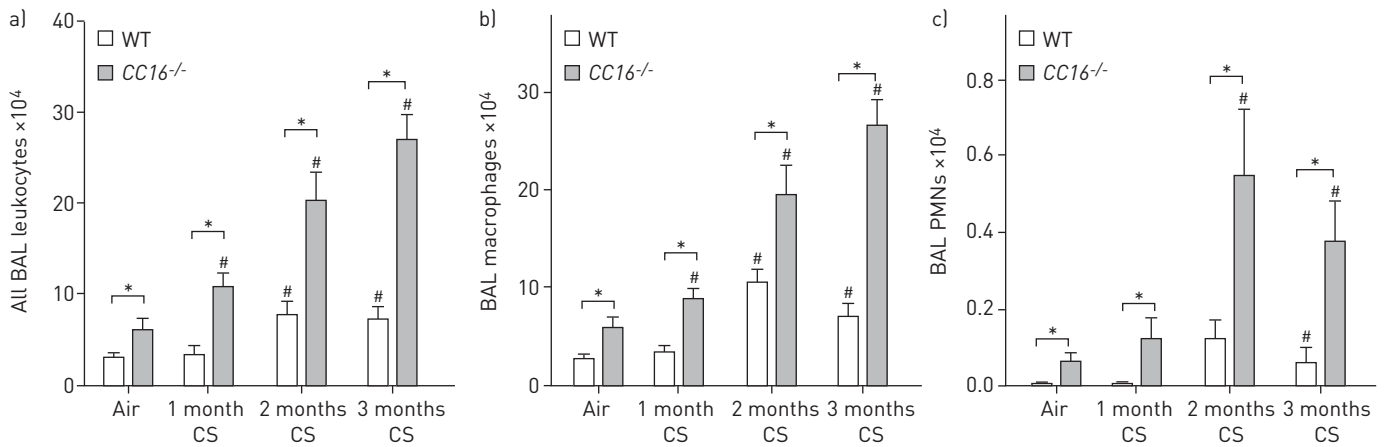 a)
All BAL leukocytes ×10⁴
40
30
20
10
0
WT
CC16⁻/⁻
*
*
#
*
#
#
*
#
#
Air
1 month CS
2 months CS
3 months CS
b)
BAL macrophages ×10⁴
30
20
10
0
WT
CC16⁻/⁻
*
*
#
*
#
#
*
#
#
Air
1 month CS
2 months CS
3 months CS
c)
BAL PMNs ×10⁴
0.8
0.6
0.4
0.2
0.0
WT
CC16⁻/⁻
*
*
*
#
*
#
#
Air
1 month CS
2 months CS
3 months CS